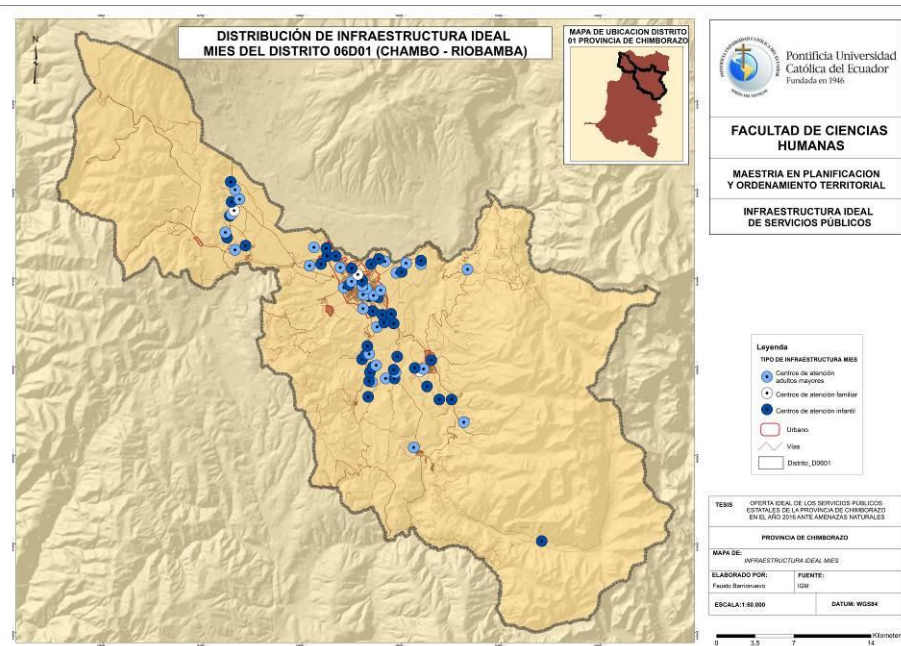 DISTRIBUCIÓN DE INFRAESTRUCTURA IDEAL
MIES DEL DISTRITO 06D01 (CHAMBO - RIOBAMBA)
N
MAPA DE UBICACION DISTRITO
01 PROVINCIA DE CHIMBORAZO
Pontificia Universidad
Católica del Ecuador
Fundada en 1946
FACULTAD DE CIENCIAS
HUMANAS
MAESTRIA EN PLANIFICACION
Y ORDENAMIENTO TERRITORIAL
INFRAESTRUCTURA IDEAL
DE SERVICIOS PÚBLICOS
Leyenda
TIPO DE INFRAESTRUCTURA MIES
Centros de atención
adultos mayores
Centros de atención familiar
Centros de atención infantil
Urbano
Vías
Distrito_D0601
TESIS OFERTA IDEAL DE LOS SERVICIOS PÚBLICOS
ESTATALES DE LA PROVINCIA DE CHIMBORAZO
EN EL AÑO 2016 ANTE AMENAZAS NATURALES
PROVINCIA DE CHIMBORAZO
MAPA DE:
INFRAESTRUCTURA IDEAL MIES
ELABORADO POR: FUENTE:
Fausto Barrionuevo IGM
ESCALA:1:50.000 DATUM: WGS84
0 3,5 7 14